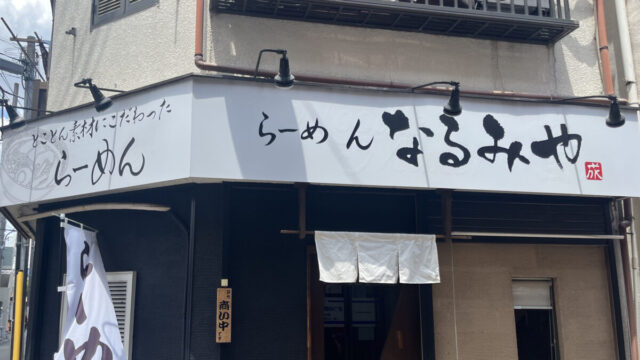 とことん素材にこだわった
らーめん
らーめん なるみや
商い中
らーめ